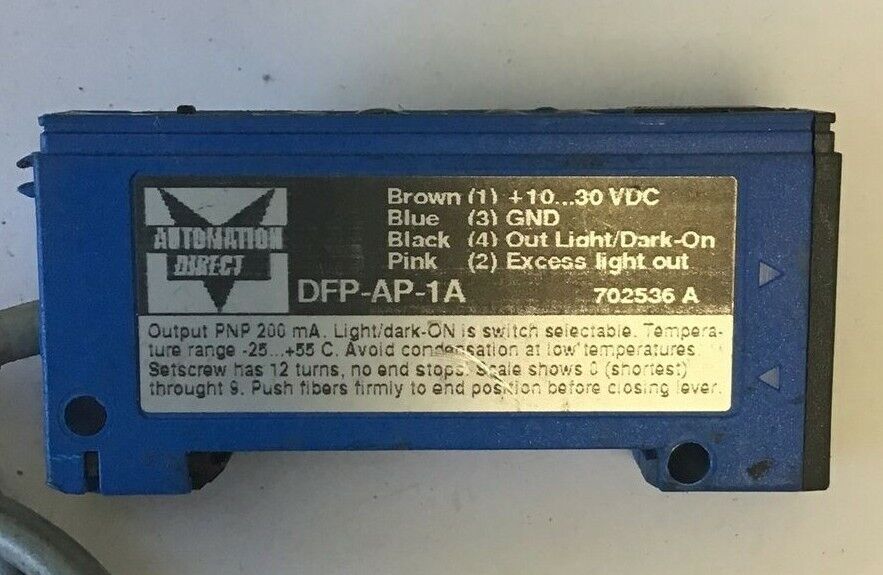 AUTOMATION
DIRECT
Brown (1) +10...30 VDC
Blue (3) GND
Black (4) Out Light/Dark-On
Pink (2) Excess light out
DFP-AP-1A 702536 A
Output PNP 200 mA. Light/dark-ON is switch selectable. Tempera-
ture range -25...+55 C. Avoid condensation at low temperatures.
Setscrew has 12 turns, no end stops. Scale shows 0 (shortest)
throught 9. Push fibers firmly to end position before closing lever.